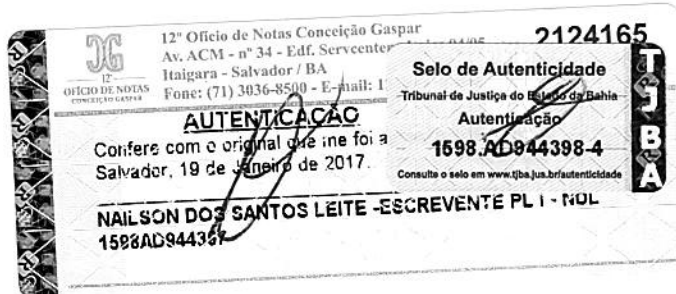 12º Ofício de Notas Conceição Gaspar
Av. ACM - nº 34 - Edf. Servcenter
Itaigara - Salvador / BA
Fone: (71) 3036-8500 - E-mail: 1
12º
OFÍCIO DE NOTAS
CONCEIÇÃO GASPAR
AUTENTICAÇÃO
Confere com o original que me foi a
Salvador, 19 de Janeiro de 2017.
NAILSON DOS SANTOS LEITE -ESCREVENTE
1598AD94439
2124165
Selo de Autenticidade
Tribunal de Justiça do Estado da Bahia
Autenticação
1598.AD944398-4
Consulte o selo em www.tjba.jus.br/autenticidade
TJBA